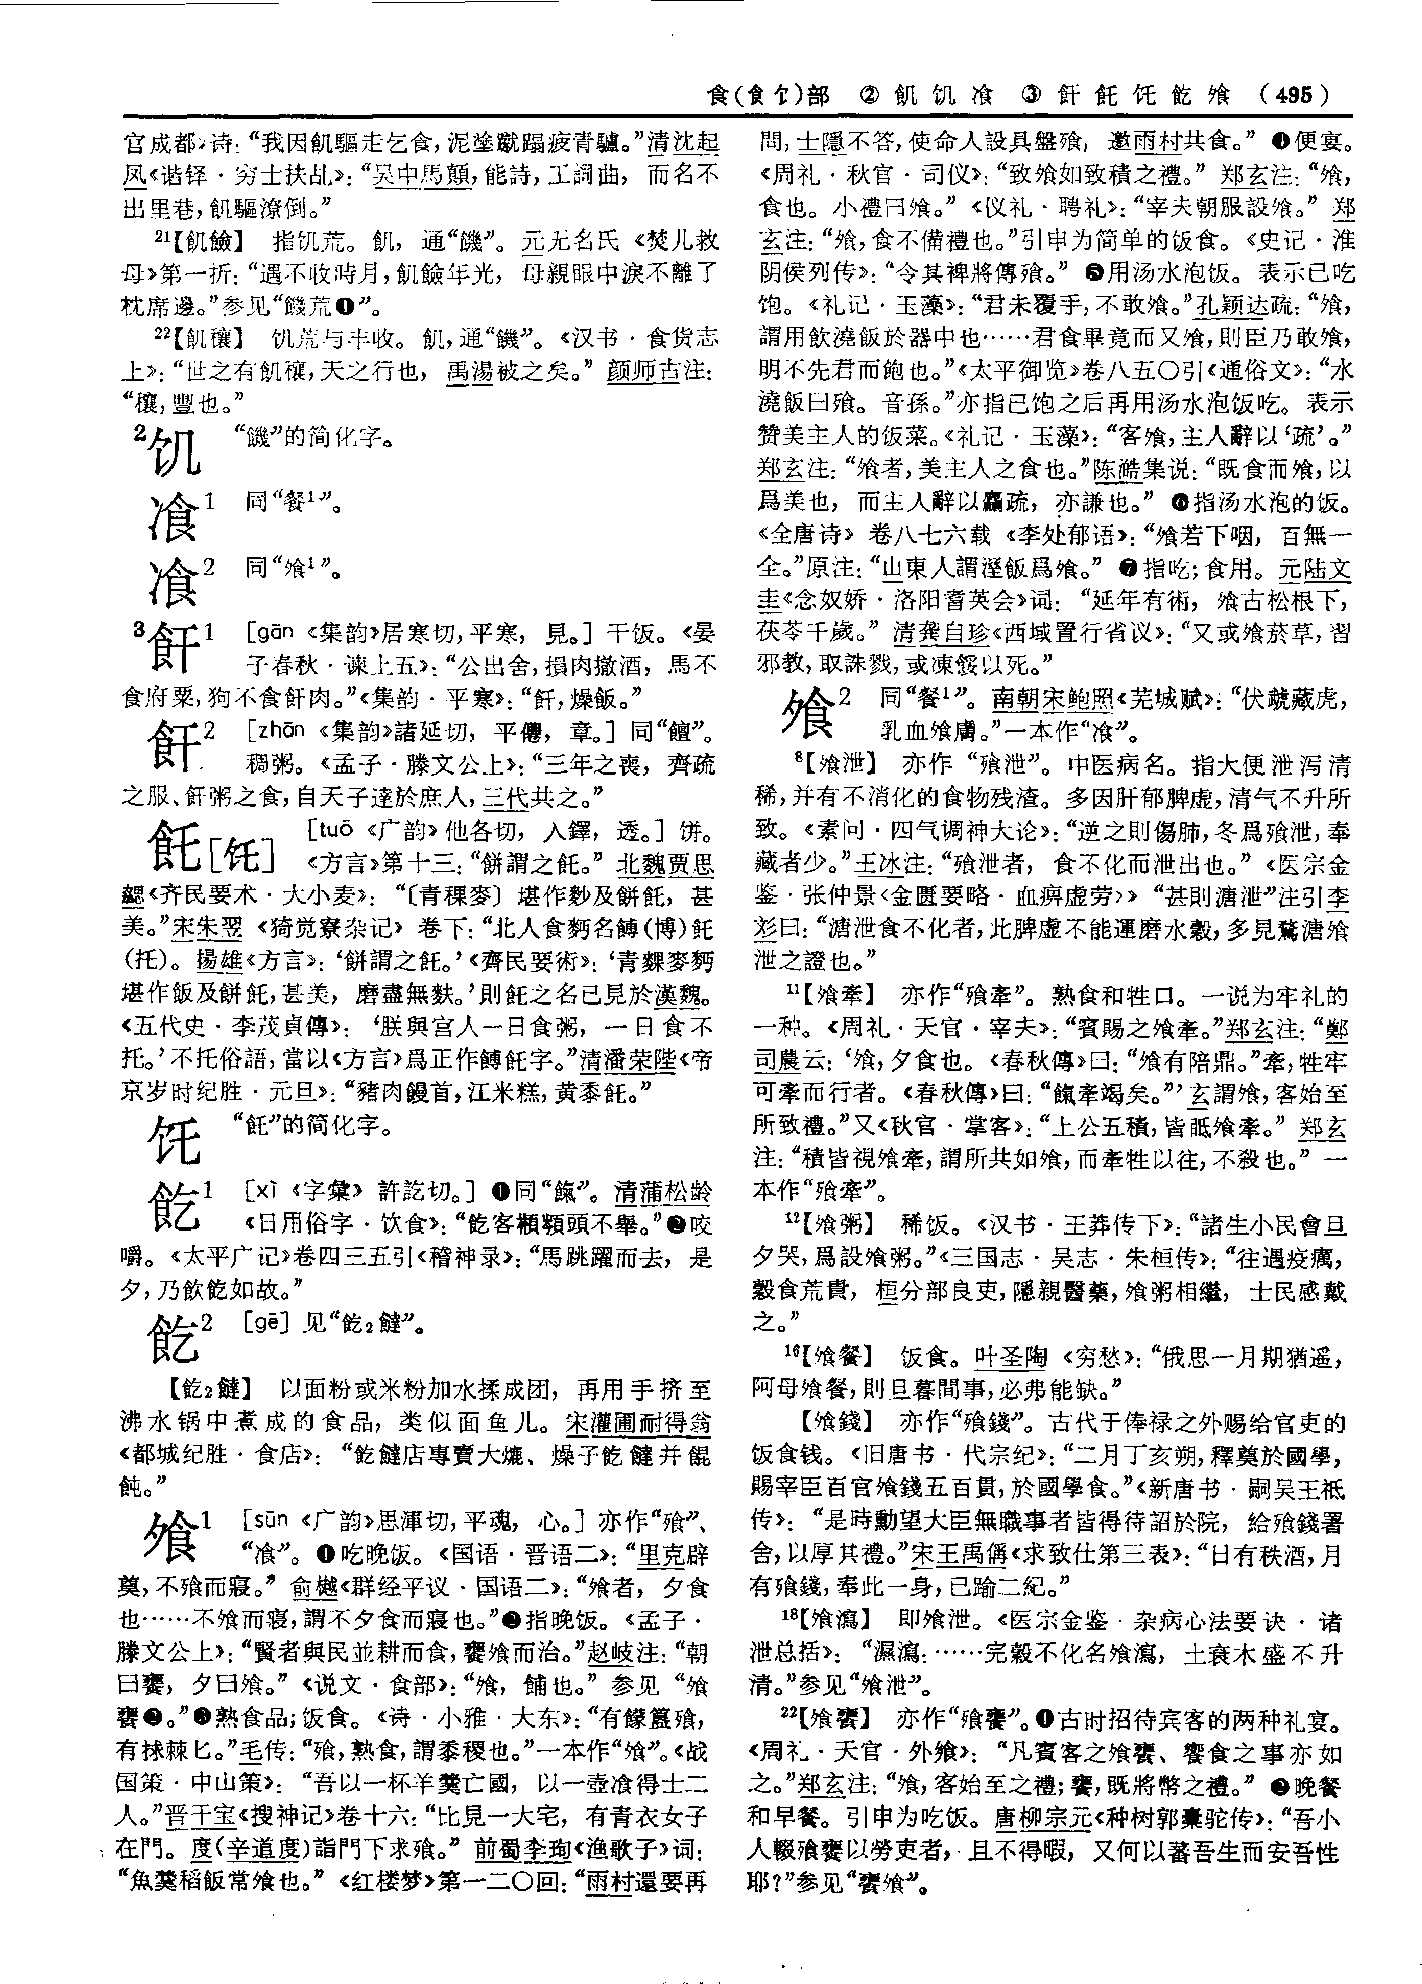 食(飠饣)部　②飢饥飡　③飦飥饦飿飧　(495)
官成都》诗：“我因飢驅走乞食，泥塗蹴蹋疲青驢。”清沈起
凤《谐铎·穷士扶乩》：“吴中馬顛，能詩，工詞曲，而名不
出里巷，飢驅潦倒。”
21【飢饉】　指饥荒。飢，通“饑”。元无名氏《焚儿救
母》第一折：“遇不收時月，飢饉年光，母親眼中淚不離了
枕席邊。”参见“饑荒❶”。
22【飢穰】　饥荒与丰收。飢，通“饑”。《汉书·食货志
上》：“世之有飢穰，天之行也，禹湯被之矣。”颜师古注：
“穰，豐也。”
2饥　“饑”的简化字。
飡1　同“餐1”。
飡2　同“飧1”。
3飦1　[gān《集韵》居寒切，平寒，見。]干饭。《晏
子春秋·谏上五》：“公出舍，損肉撤酒，馬不
食府粟，狗不食飦肉。”《集韵·平寒》：“飦，燥飯。”
飦2　[zhān《集韵》諸延切，平僊，章。]同“饘”。
稠粥。《孟子·滕文公上》：“三年之喪，齊疏
之服、飦粥之食，自天子達於庶人，三代共之。”
飥[饦]　[tuō《广韵》他各切，入鐸，透。]饼。
《方言》第十三：“餅謂之飥。”北魏贾思
勰《齐民要术·大小麦》：“〔青稞麥〕堪作麨及餅飥，甚
美。”宋朱翌《猗觉寮杂记》卷下：“北人食麪名餺(博)飥
(托)。揚雄《方言》：‘餅謂之飥。’《齊民要術》：‘青麳麥麪
堪作飯及餅飥，甚美，磨盡無麩。’則飥之名已見於漢魏。
《五代史·李茂貞傳》：‘朕與宫人一日食粥，一日食不
托。’不托俗語，當以《方言》爲正作餺飥字。”清潘荣陛《帝
京岁时纪胜·元旦》：“豬肉饅首，江米糕，黄黍飥。”
饦　“飥”的简化字。
飺1　[xì《字彙》許訖切。]❶同“餼”。清蒲松龄
《日用俗字·饮食》：“飺客顢頇頭不舉。”❷咬
嚼。《太平广记》卷四三五引《稽神录》：“馬跳躍而去，是
夕，乃飲飺如故。”
飺2　[gē]见“飺2饐”。
【飺2饐】　以面粉或米粉加水揉成团，再用手挤至
沸水锅中煮成的食品，类似面鱼儿。宋灌圃耐得翁
《都城纪胜·食店》：“飺饐店專賣大熝、燥子飺饐并餛
飩。”
飧1　[sūn《广韵》思渾切，平魂，心。]亦作“飱”、
“飡”。❶吃晚饭。《国语·晋语二》：“里克辟
奠，不飧而寢。”俞樾《群经平议·国语二》：“飧者，夕食
也……不飧而寝，謂不夕食而寢也。”❷指晚饭。《孟子·
滕文公上》：“賢者與民並耕而食，饔飧而治。”赵岐注：“朝
曰饔，夕曰飧。”《说文·食部》：“飧，餔也。”参见“飧
饔❷。”❸熟食品；饭食。《诗·小雅·大东》：“有饛簋飱，
有捄棘匕。”毛传：“飱，熟食，謂黍稷也。”一本作“飧”。《战
国策·中山策》：“吾以一杯羊羹亡國，以一壺飡得士二
人。”晋干宝《搜神记》卷十六：“比見一大宅，有青衣女子
在門。度(辛道度)詣門下求飱。”前蜀李珣《渔歌子》词：
“魚羹稻飯常飧也。”《红楼梦》第一二〇回：“雨村還要再
問，士隱不答，使命人設具盤飱，邀雨村共食。”❹便宴。
《周礼·秋官·司仪》：“致飧如致積之禮。”郑玄注：“飧，
食也。小禮曰飧。”《仪礼·聘礼》：“宰夫朝服設飧。”郑
玄注：“飧，食不備禮也。”引申为简单的饭食。《史记·淮
阴侯列传》：“令其裨將傳飱。”❺用汤水泡饭。表示已吃
饱。《礼记·玉藻》：“君未覆手，不敢飧。”孔颖达疏：“飧，
謂用飲澆飯於器中也……君食畢竟而又飧，則臣乃敢飧，
明不先君而飽也。”《太平御览》卷八五〇引《通俗文》：“水
澆飯曰飧。音孫。”亦指已饱之后再用汤水泡饭吃。表示
赞美主人的饭菜。《礼记·玉藻》：“客飧，主人辭以‘疏’。”
郑玄注：“飧者，美主人之食也。”陈澔集说：“既食而飧，以
爲美也，而主人辭以麤疏，亦謙也。”❻指汤水泡的饭。
《全唐诗》卷八七六载《李处郁语》：“飧若下咽，百無一
全。”原注：“山東人謂溼飯爲飧。”❼指吃；食用。元陆文
圭《念奴娇·洛阳耆英会》词：“延年有術，飧古松根下，
茯苓千歲。”清龚自珍《西域置行省议》：“又或飧菸草，習
邪教，取誅戮，或凍餒以死。”
飧2　同“餐1”。南朝宋鲍照《芜城赋》：“伏虣藏虎，
乳血飧膚。”一本作“飡”。
8【飧泄】　亦作“飱泄”。中医病名。指大便泄泻清
稀，并有不消化的食物残渣。多因肝郁脾虚，清气不升所
致。《素问·四气调神大论》：“逆之則傷肺，冬爲飱泄，奉
藏者少。”王冰注：“飱泄者，食不化而泄出也。”《医宗金
鉴·张仲景〈金匮要略·血痹虚劳〉》“甚則溏泄”注引李
彣曰：“溏泄食不化者，此脾虚不能運磨水穀，多見鶩溏飧
泄之證也。”
11【飧牽】　亦作“飱牽”。熟食和牲口。一说为牢礼的
一种。《周礼·天官·宰夫》：“賓賜之飧牽。”郑玄注：“鄭
司農云：‘飧，夕食也。《春秋傳》曰：“飧有陪鼎。”牽，牲牢
可牽而行者。《春秋傳》曰：“餼牽竭矣。”’玄謂飧，客始至
所致禮。”又《秋官·掌客》：“上公五積，皆眡飧牽。”郑玄
注：“積皆視飧牽，謂所共如飧，而牽牲以往，不殺也。”一
本作“飱牽”。
12【飧粥】　稀饭。《汉书·王莽传下》：“諸生小民會旦
夕哭，爲設飧粥。”《三国志·吴志·朱桓传》：“往遇疫癘，
穀食荒貴，桓分部良吏，隱親醫藥，飧粥相繼，士民感戴
之。”
16【飧餐】　饭食。叶圣陶《穷愁》：“俄思一月期猶遥，
阿母飧餐，則旦暮間事，必弗能缺。”
【飧錢】　亦作“飱錢”。古代于俸禄之外赐给官吏的
饭食钱。《旧唐书·代宗纪》：“二月丁亥朔，釋奠於國學，
賜宰臣百官飧錢五百貫，於國學食。”《新唐书·嗣吴王祗
传》：“是時勳望大臣無職事者皆得待詔於院，給飱錢署
舍，以厚其禮。”宋王禹偁《求致仕第三表》：“日有秩酒，月
有飱錢，奉此一身，已踰二紀。”
18【飧瀉】　即飧泄。《医宗金鉴·杂病心法要诀·诸
泄总括》：“濕瀉：……完穀不化名飧瀉，土衰木盛不升
清。”参见“飧泄”。
22【飧饔】　亦作“飱饔”。❶古时招待宾客的两种礼宴。
《周礼·天官·外飨》：“凡賓客之飧饔、饗食之事亦如
之。”郑玄注：“飧，客始至之禮；饔，既將幣之禮。”❷晚餐
和早餐。引申为吃饭。唐柳宗元《种树郭橐驼传》：“吾小
人輟飱饔以勞吏者，且不得暇，又何以蕃吾生而安吾性
耶？”参见“饔飧”。